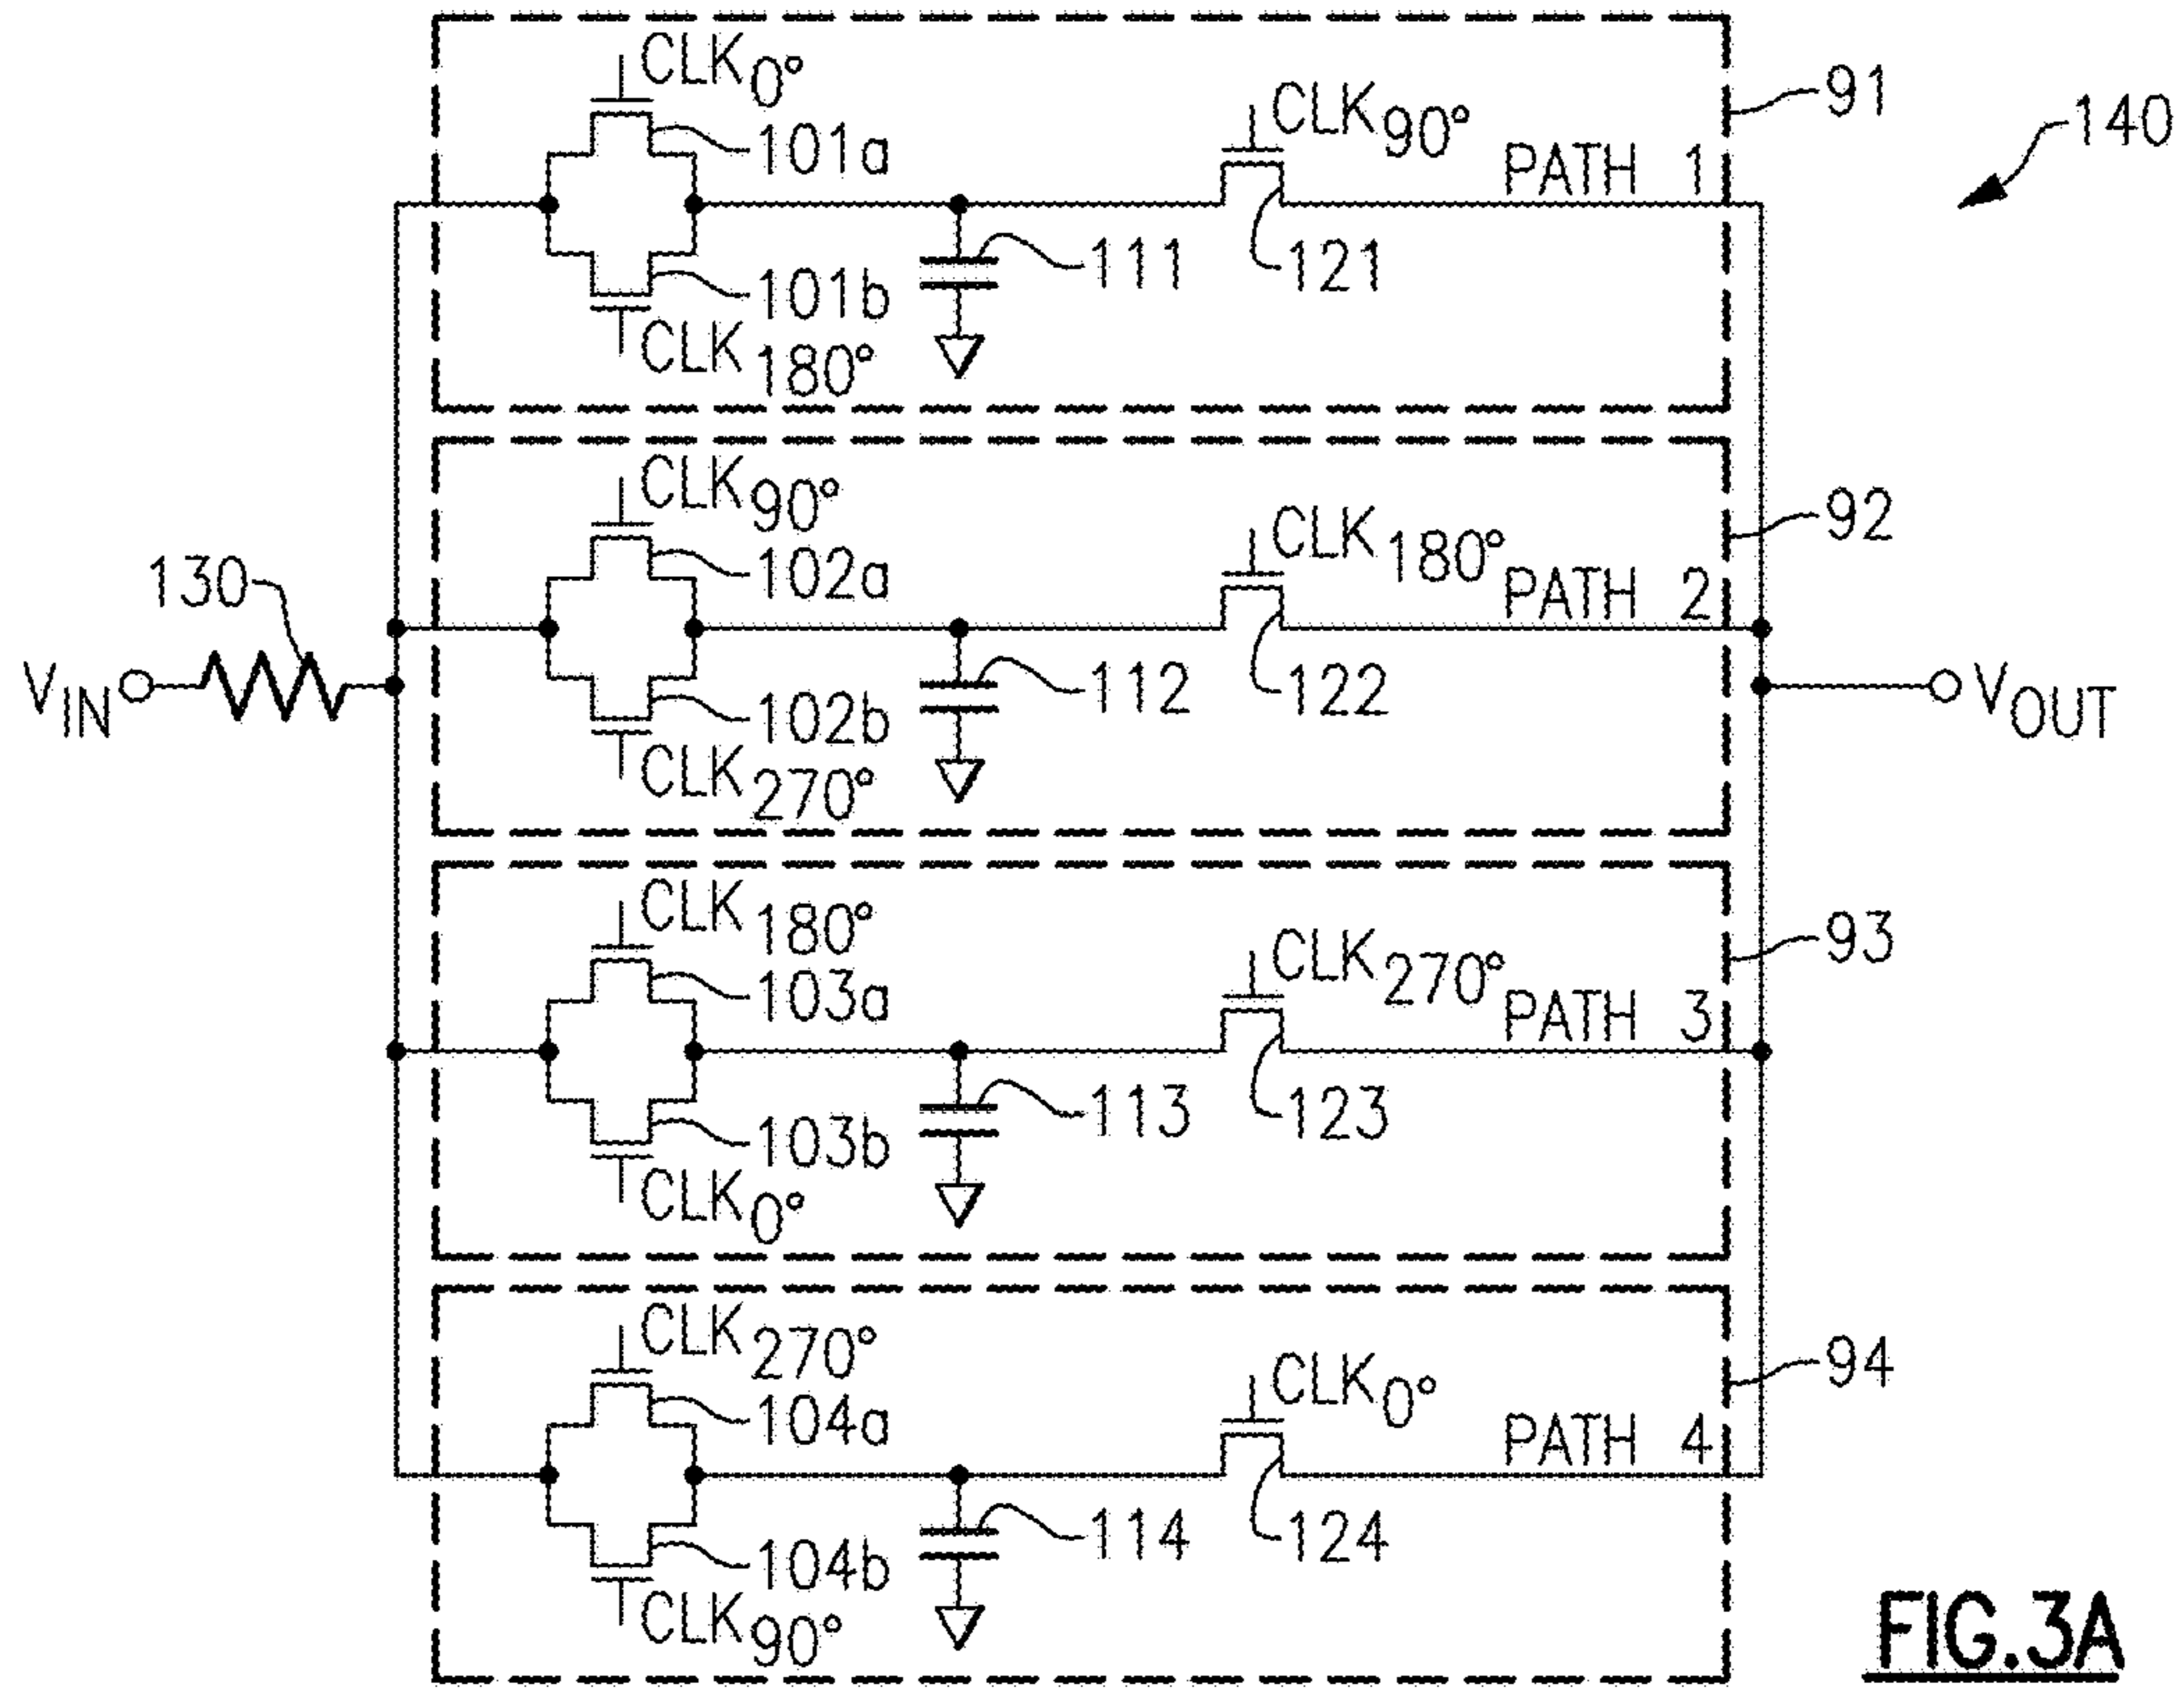 CLK0°
101a
CLK90°
PATH 1
91
140
101b
CLK180°
111
121
CLK90°
102a
CLK180°
PATH 2
92
130
VIN
102b
CLK270°
112
122
VOUT
CLK180°
103a
CLK270°
PATH 3
93
103b
CLK0°
113
123
CLK270°
104a
CLK0°
PATH 4
94
104b
CLK90°
114
124
FIG.3A